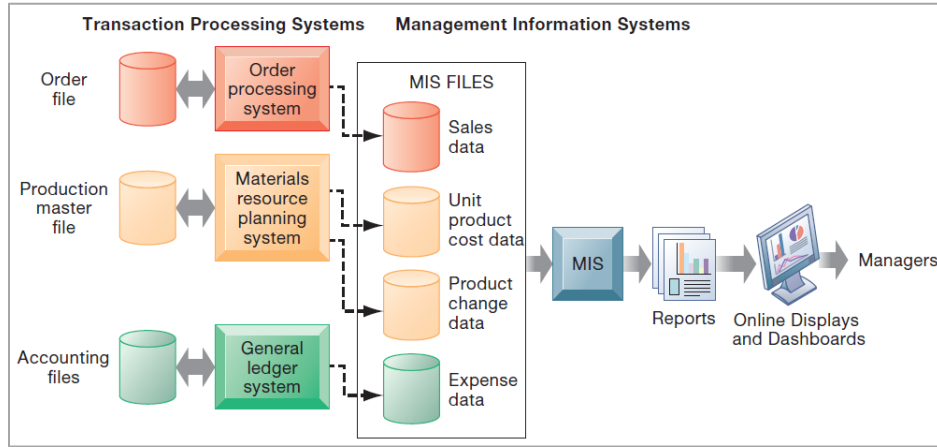 Transaction Processing Systems
Management Information Systems
Order
file
Order
processing
system
MIS FILES
Sales
data
Production
master
file
Materials
resource
planning
system
Unit
product
cost data
Product
change
data
MIS
Reports
Online Displays
and Dashboards
Managers
Accounting
files
General
ledger
system
Expense
data